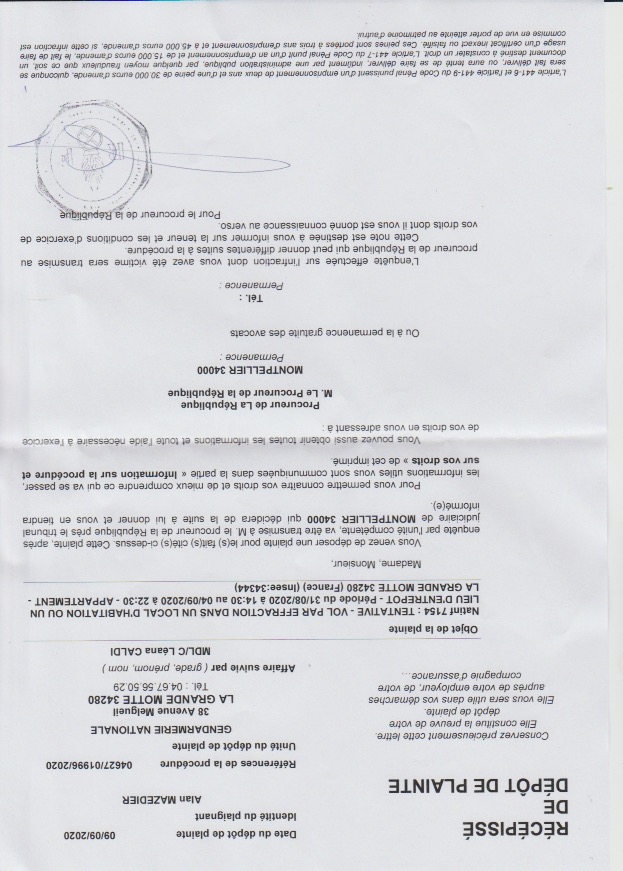 RÉCÉPISSÉ
DE
DÉPÔT DE PLAINTE
Conservez précieusement cette lettre.
Elle constitue la preuve de votre
dépôt de plainte.
Elle vous sera utile dans vos démarches
auprès de votre employeur, de votre
compagnie d'assurance...
Date du dépôt de plainte 09/09/2020
Identité du plaignant
Alan MAZEDIER
Références de la procédure 04627/01996/2020
Unité du dépôt de plainte
GENDARMERIE NATIONALE
38 Avenue Melgueil
LA GRANDE MOTTE 34280
Tél. : 04.67.56.50.29
Affaire suivie par ( grade, prénom, nom )
MDL/C Léana CALDI
Objet de la plainte
Natinf 7154 : TENTATIVE - VOL PAR EFFRACTION DANS UN LOCAL D'HABITATION OU UN
LIEU D'ENTREPOT - Période du 31/08/2020 à 14:30 au 04/09/2020 à 22:30 - APPARTEMENT -
LA GRANDE MOTTE 34280 (France) (Insee:34344)
Madame, Monsieur,
Vous venez de déposer une plainte pour le(s) fait(s) cité(s) ci-dessus. Cette plainte, après
enquête par l'unité compétente, va être transmise à M. le procureur de la République près le tribunal
judiciaire de MONTPELLIER 34000 qui décidera de la suite à lui donner et vous en tiendra
informé(e).
Pour vous permettre connaître vos droits et de mieux comprendre ce qui va se passer,
les informations utiles vous sont communiquées dans la partie « Information sur la procédure et
sur vos droits » de cet imprimé.
Vous pouvez aussi obtenir toutes les informations et toute l'aide nécessaire à l'exercice
de vos droits en vous adressant à :
Procureur de La République
M. Le Procureur de la République
MONTPELLIER 34000
Permanence :
Ou à la permanence gratuite des avocats
Tél. :
Permanence :
L'enquête effectuée sur l'infraction dont vous avez été victime sera transmise au
procureur de la République qui peut donner différentes suites à la procédure.
Cette note est destinée à vous informer sur la teneur et les conditions d'exercice de
vos droits dont il vous est donné connaissance au verso.
Pour le procureur de la République
L'article 441-6 et l'article 441-9 du Code Pénal punissent d'un emprisonnement de deux ans et d'une peine de 30 000 euros d'amende, quiconque se
sera fait délivrer, ou aura tenté de se faire délivrer, indûment par une administration publique, par quelque moyen frauduleux que ce soit, un
document destiné à constater un droit. L'article 441-7 du Code Pénal punit d'un an d'emprisonnement et de 15 000 euros d'amende, le fait de faire
usage d'un certificat inexact ou falsifié. Ces peines sont portées à trois ans d'emprisonnement et à 45 000 euros d'amende, si cette infraction est
commise en vue de porter atteinte au patrimoine d'autrui.